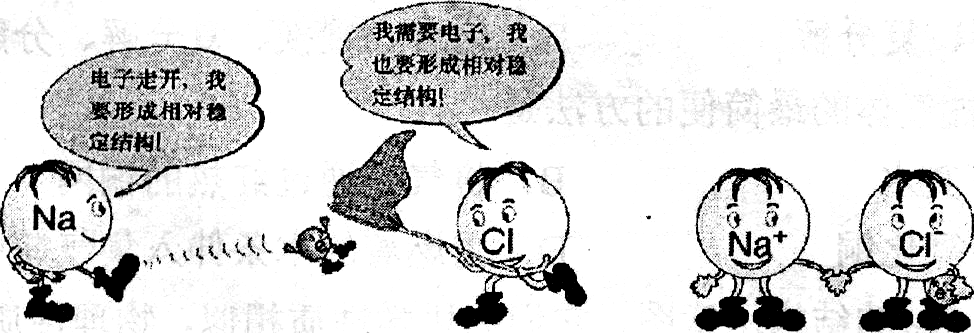 电子走开，我
要形成相对稳
定结构!
我需要电子，我
也要形成相对稳
定结构!
Na
Cl
Na⁺
Cl⁻